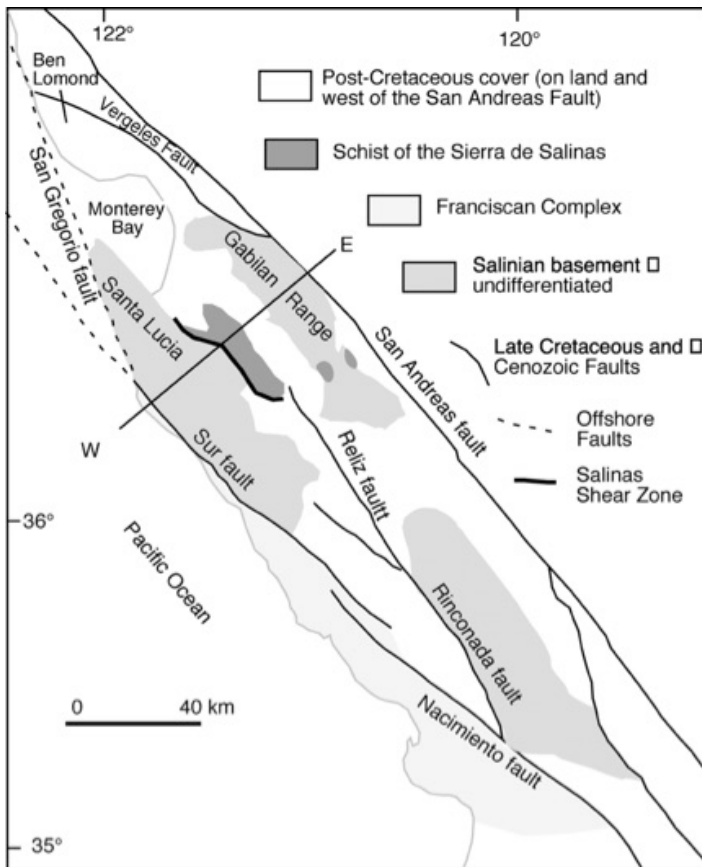 122°
120°
Ben
Lomond
Vergeles Fault
Post-Cretaceous cover (on land and
west of the San Andreas Fault)
Schist of the Sierra de Salinas
San Gregorio fault
Monterey
Bay
Franciscan Complex
E
Gabilan
Range
Salinian basement □
undifferentiated
Santa Lucia
San Andreas fault
Late Cretaceous and □
Cenozoic Faults
Offshore
Faults
W
Sur fault
Reliz faultt
Salinas
Shear Zone
36°
Pacific Ocean
Rinconada fault
0 40 km
Nacimiento fault
35°